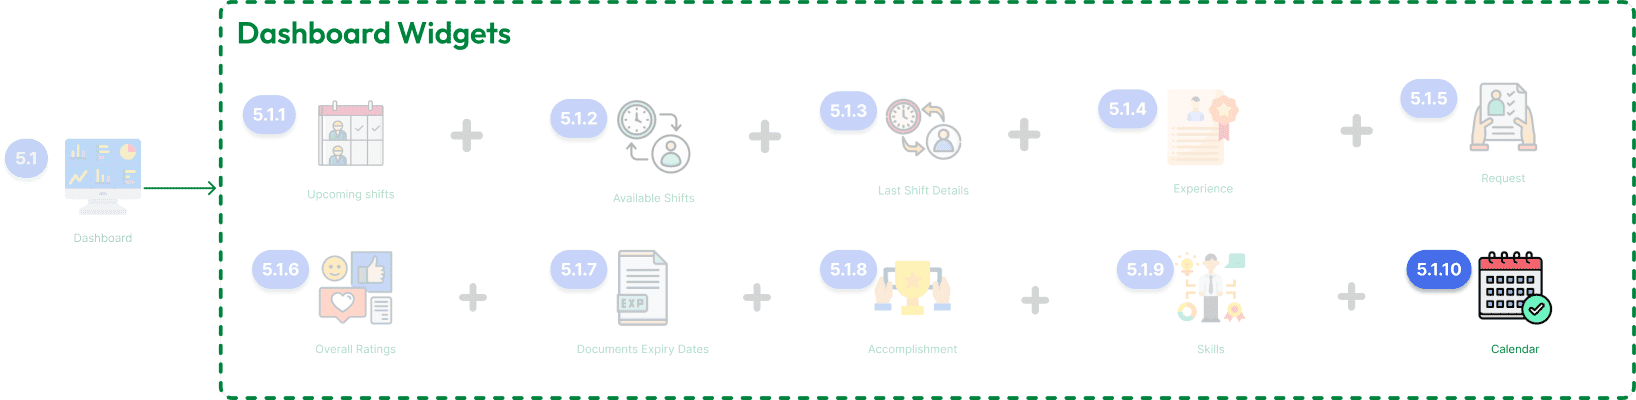 Dashboard Widgets
5.1
Dashboard
5.1.1
Upcoming shifts
5.1.2
Available Shifts
5.1.3
Last Shift Details
5.1.4
Experience
5.1.5
Request
5.1.6
Overall Ratings
5.1.7
EXP
Documents Expiry Dates
5.1.8
Accomplishment
5.1.9
Skills
5.1.10
Calendar